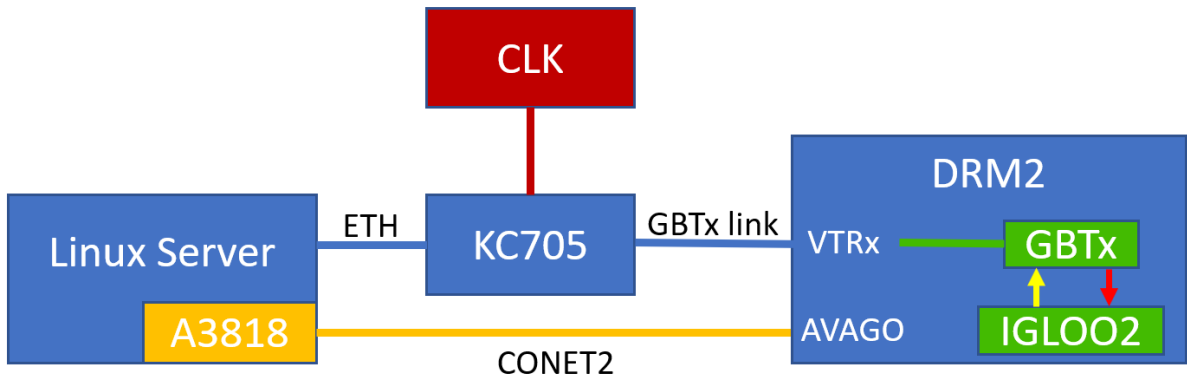 CLK
DRM2
ETH
GBTx link
Linux Server
KC705
VTRx
GBTx
A3818
AVAGO
IGLOO2
CONET2